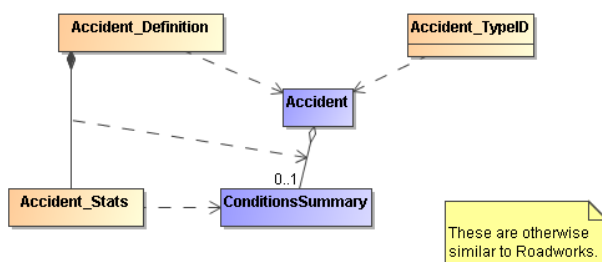 Accident_Definition
Accident_TypeID
Accident
0..1
Accident_Stats
ConditionsSummary
These are otherwise
similar to Roadworks.